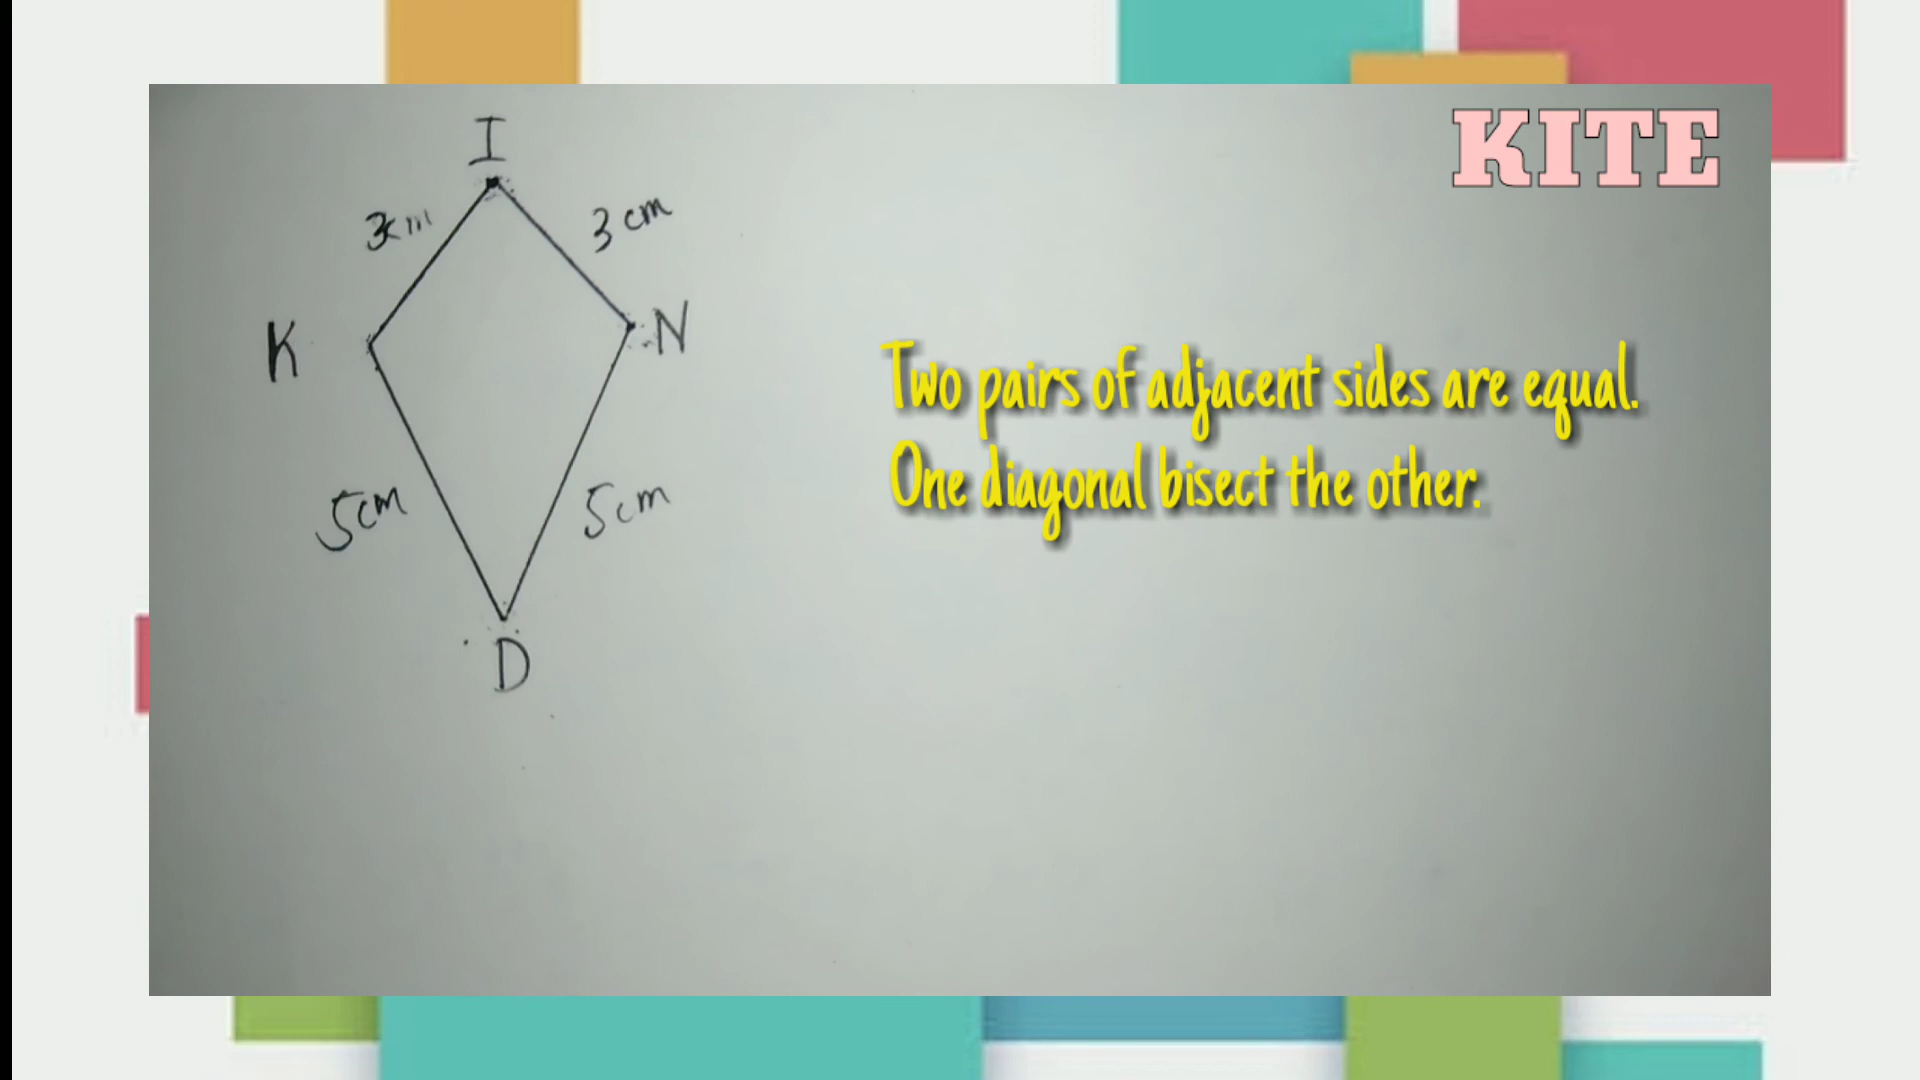 KITE
I
3cm
3 cm
K
N
Two pairs of adjacent sides are equal.
One diagonal bisect the other.
5cm
5cm
D